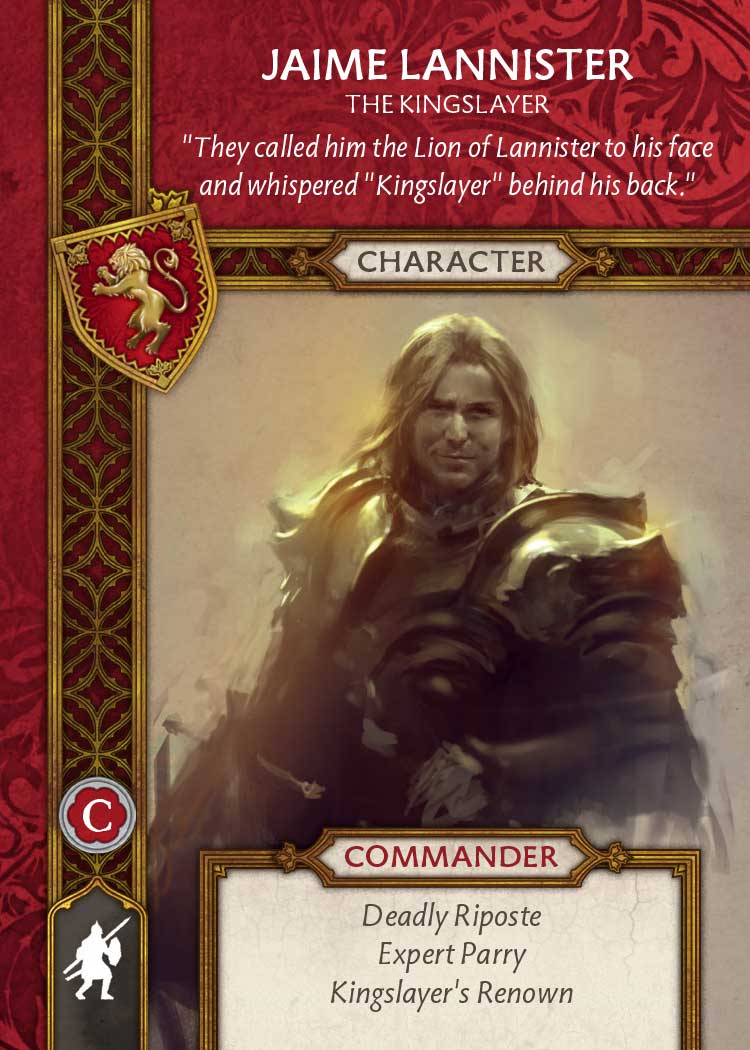 JAIME LANNISTER
THE KINGSLAYER
"They called him the Lion of Lannister to his face
and whispered "Kingslayer" behind his back."
CHARACTER
C
COMMANDER
Deadly Riposte
Expert Parry
Kingslayer's Renown